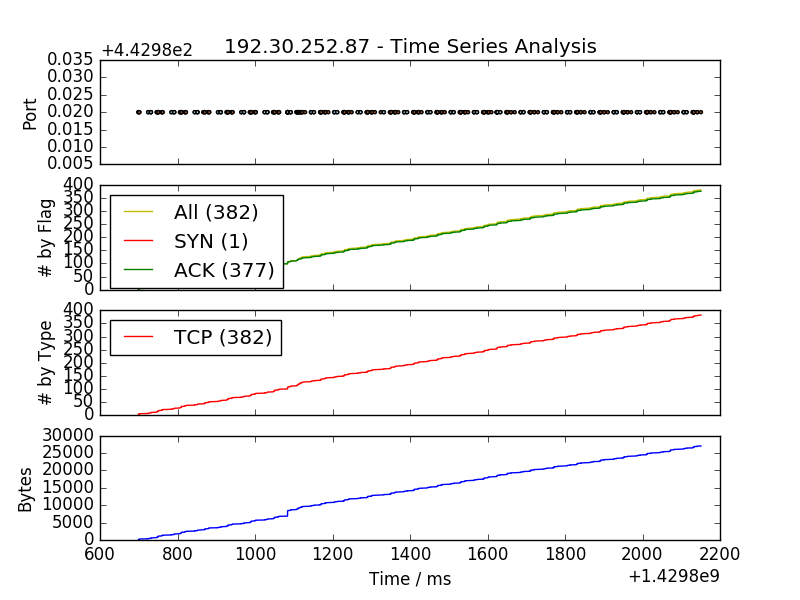 +4.4298e2
192.30.252.87 - Time Series Analysis
Port
0.035
0.030
0.025
0.020
0.015
0.010
0.005
# by Flag
400
350
300
250
200
150
100
50
0
All (382)
SYN (1)
ACK (377)
# by Type
400
350
300
250
200
150
100
50
0
TCP (382)
Bytes
30000
25000
20000
15000
10000
5000
0
600 800 1000 1200 1400 1600 1800 2000 2200
Time / ms
+1.4298e9